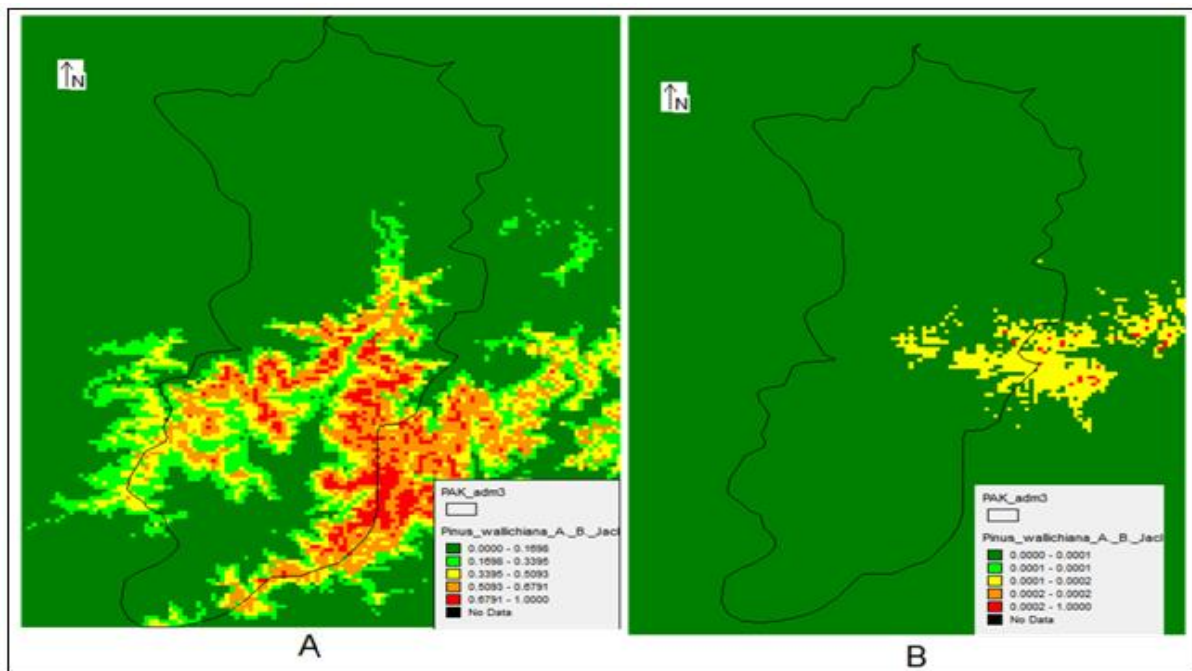 N
N
PAK_adm3
Pinus_wallichiana_A._B._Jacl
0.0000 - 0.1698
0.1698 - 0.3395
0.3395 - 0.5093
0.5093 - 0.6791
0.6791 - 1.0000
No Data
PAK_adm3
Pinus_wallichiana_A._B._Jacl
0.0000 - 0.0001
0.0001 - 0.0001
0.0001 - 0.0002
0.0002 - 0.0002
0.0002 - 1.0000
No Data
A
B